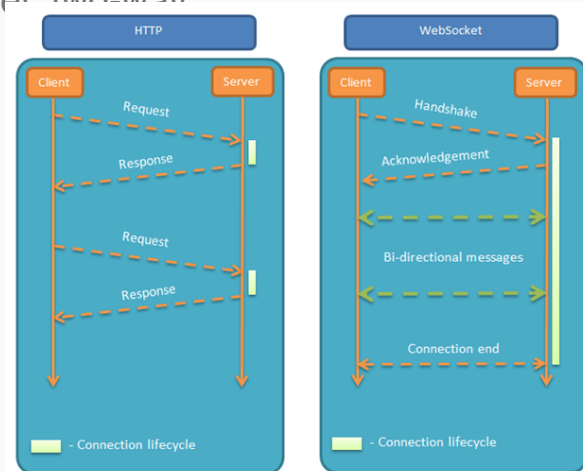 HTTP
Client
Server
Request
Response
Request
Response
- Connection lifecycle
WebSocket
Client
Server
Handshake
Acknowledgement
Bi-directional messages
Connection end
- Connection lifecycle